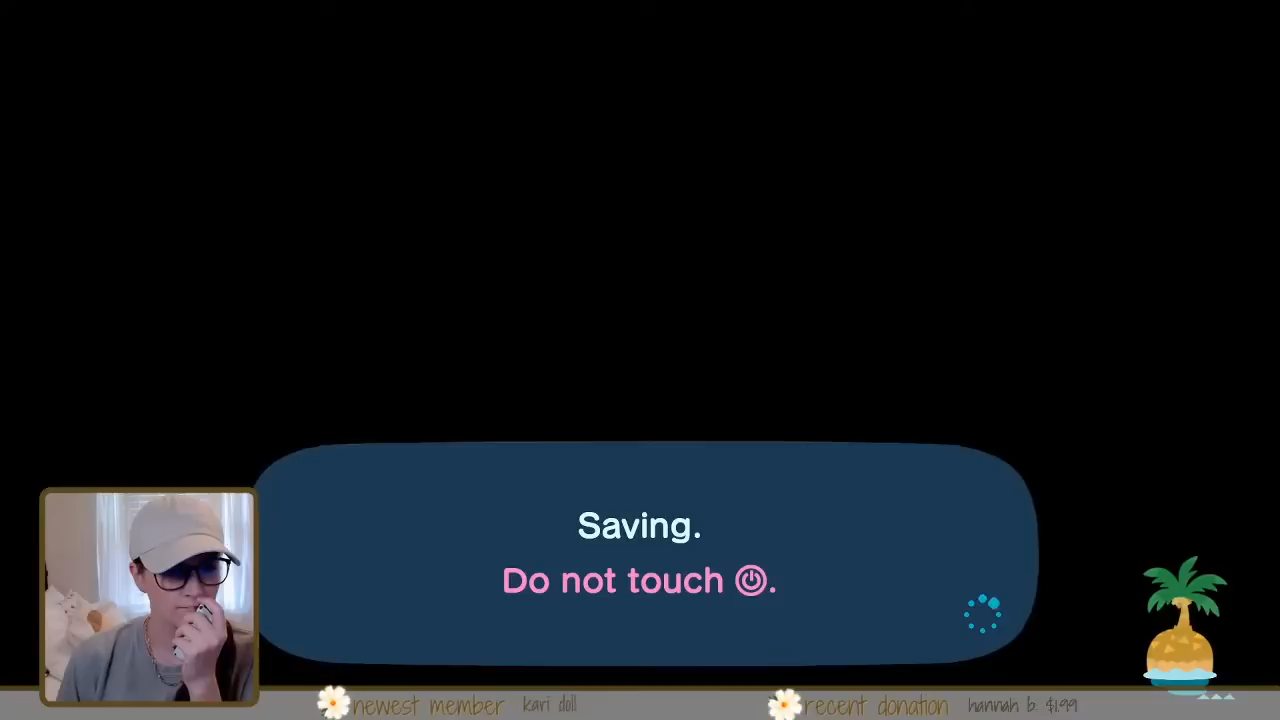 Saving.
Do not touch ⏻.
newest member kari doll
recent donation hannah b: $1.99